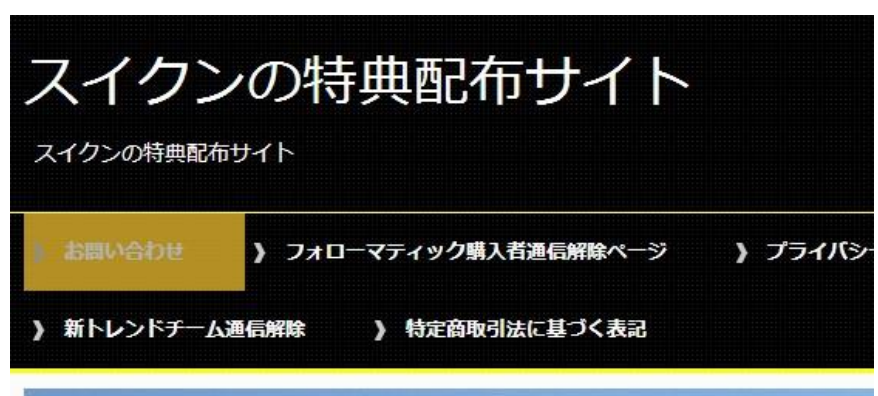 スイクンの特典配布サイト
スイクンの特典配布サイト
》 お問い合わせ 》 フォローマティック購入者通信解除ページ 》 プライバシー
》 新トレンドチーム通信解除 》 特定商取引法に基づく表記